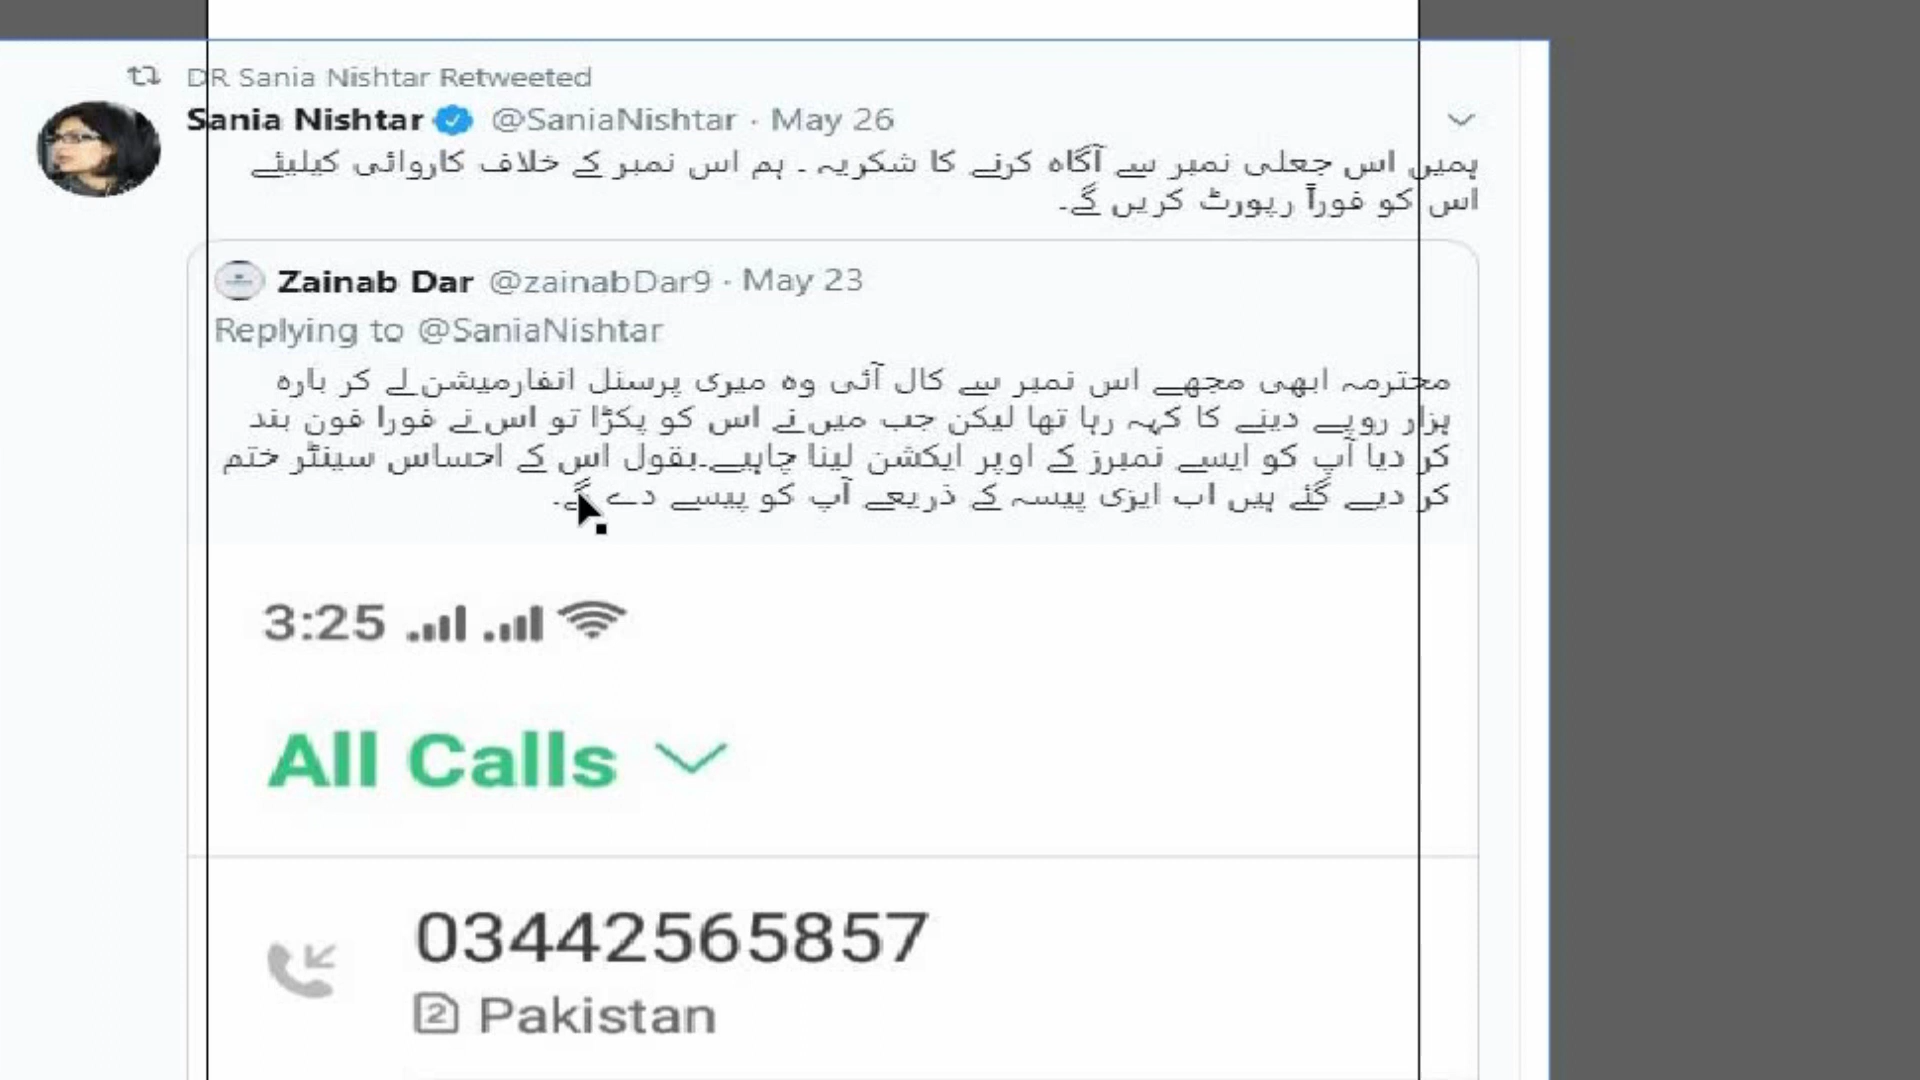 DR Sania Nishtar Retweeted
Sania Nishtar @SaniaNishtar · May 26
ہمیں اس جعلی نمبر سے آگاہ کرنے کا شکریہ ۔ ہم اس نمبر کے خلاف کاروائی کیلیئے
اس کو فوراً رپورٹ کریں گے۔
Zainab Dar @zainabDar9 · May 23
Replying to @SaniaNishtar
محترمہ ابھی مجھے اس نمبر سے کال آئی وہ میری پرسنل انفارمیشن لے کر بارہ
ہزار روپے دینے کا کہہ رہا تھا لیکن جب میں نے اس کو پکڑا تو اس نے فورا فون بند
کر دیا آپ کو ایسے نمبرز کے اوپر ایکشن لینا چاہیے۔بقول اس کے احساس سینٹر ختم
کر دیے گئے ہیں اب ایزی پیسہ کے ذریعے آپ کو پیسے دے گے۔
3:25
All Calls
03442565857
2 Pakistan